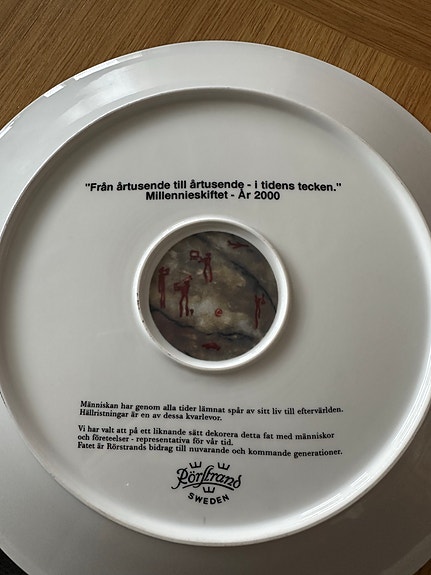 "Från årtusende till årtusende - i tidens tecken."
Millennieskiftet - År 2000
Människan har genom alla tider lämnat spår av sitt liv till eftervärlden.
Hällristningar är en av dessa kvarlevor.
Vi har valt att på ett liknande sätt dekorera detta fat med människor
och företeelser - representativa för vår tid.
Fatet är Rörstrands bidrag till nuvarande och kommande generationer.
Rörstrand
SWEDEN